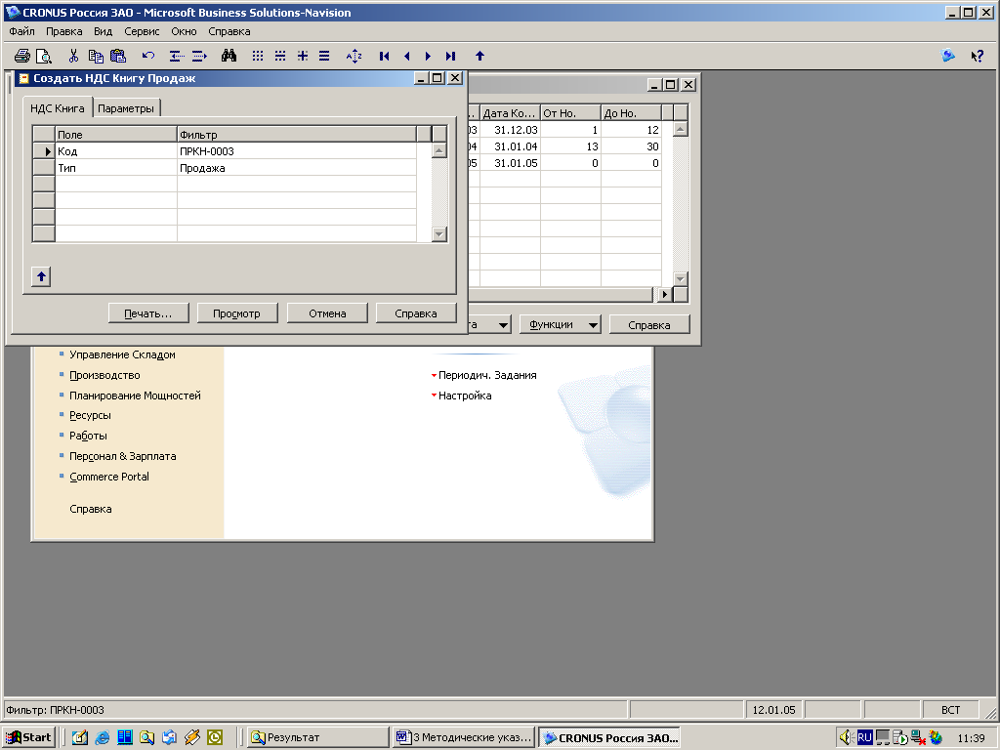 CRONUS Россия ЗАО - Microsoft Business Solutions-Navision
Файл Правка Вид Сервис Окно Справка
Создать НДС Книгу Продаж
НДС Книга Параметры
Поле Фильтр
Код ПРКН-0003
Тип Продажа
Печать... Просмотр Отмена Справка
... Дата Ко... От Но. До Но.
03 31.12.03 1 12
04 31.01.04 13 30
05 31.01.05 0 0
та Функции Справка
Управление Складом
Производство
Планирование Мощностей
Ресурсы
Работы
Персонал & Зарплата
Commerce Portal
Справка
Периодич. Задания
Настройка
Фильтр: ПРКН-0003 12.01.05 ВСТ
Start Результат 3 Методические указ... CRONUS Россия ЗАО... RU 11:39